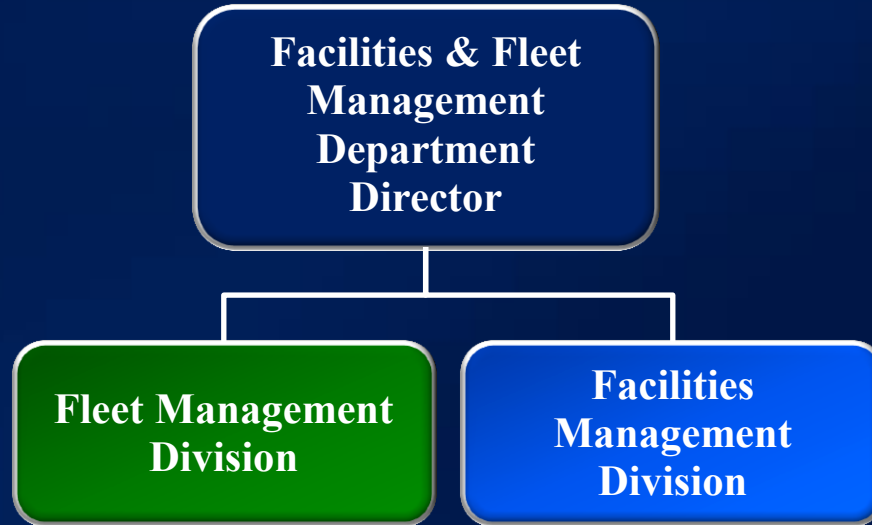 Facilities & Fleet
Management
Department
Director
Fleet Management
Division
Facilities
Management
Division